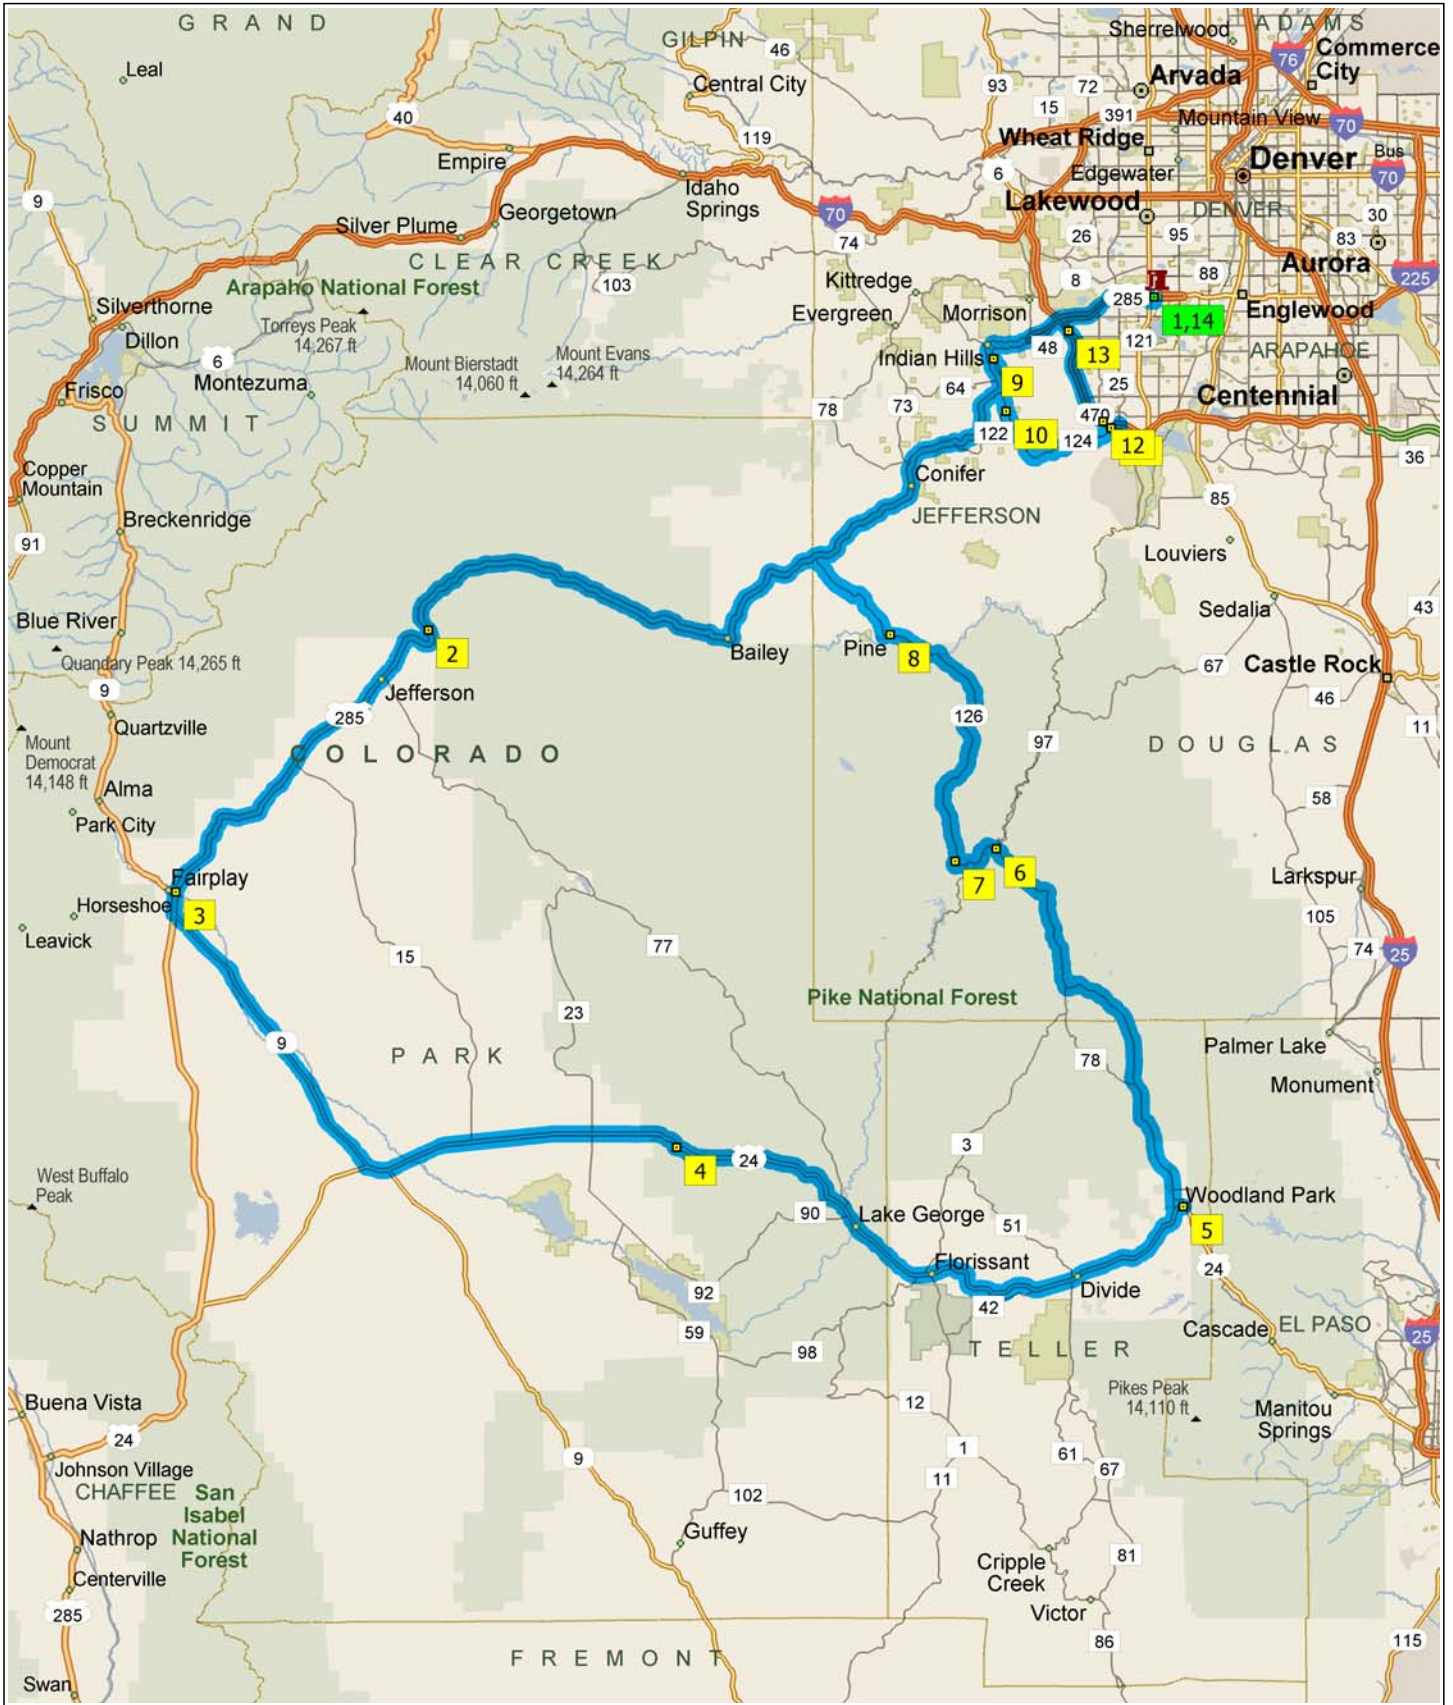 GRAND
GILPIN
46
Sherrelwood
ADAMS
76
Commerce
City
Leal
Central City
93
72
Arvada
15
40
391
Mountain View
70
119
Wheat Ridge
Empire
Denver
Bus
70
6
Edgewater
9
Idaho
Springs
Georgetown
70
Lakewood
DENVER
30
Silver Plume
74
26
95
83
CLEAR CREEK
8
88
Aurora
Kittredge
225
Arapaho National Forest
103
285
Silverthorne
Evergreen
Morrison
Englewood
1,14
Torreys Peak
14,267 ft
Dillon
121
48
13
ARAPAHOE
6
Mount Bierstadt
14,060 ft
Mount Evans
14,264 ft
Indian Hills
Frisco
Montezuma
64
9
25
Centennial
78
73
470
SUMMIT
122
10
124
12
36
Copper
Mountain
Conifer
85
Breckenridge
JEFFERSON
91
Louviers
Sedalia
43
Blue River
Bailey
Pine
8
2
Quandary Peak 14,265 ft
67
Castle Rock
9
Jefferson
46
285
126
11
Quartzville
97
DOUGLAS
Mount
Democrat
14,148 ft
COLORADO
Alma
58
Park City
Fairplay
6
7
Larkspur
Horseshoe
3
105
Leavick
77
74
25
15
Pike National Forest
23
9
Palmer Lake
PARK
78
Monument
3
4
24
West Buffalo
Peak
Woodland Park
90
Lake George
51
5
Florissant
24
92
42
Divide
59
Cascade
EL PASO
25
98
TELLER
Pikes Peak
14,110 ft
12
Buena Vista
Manitou
Springs
24
1
61
9
67
Johnson Village
11
CHAFFEE
San
Isabel
National
Forest
102
Nathrop
Guffey
81
Cripple
Creek
Centerville
Victor
285
86
115
FREMONT
Swan